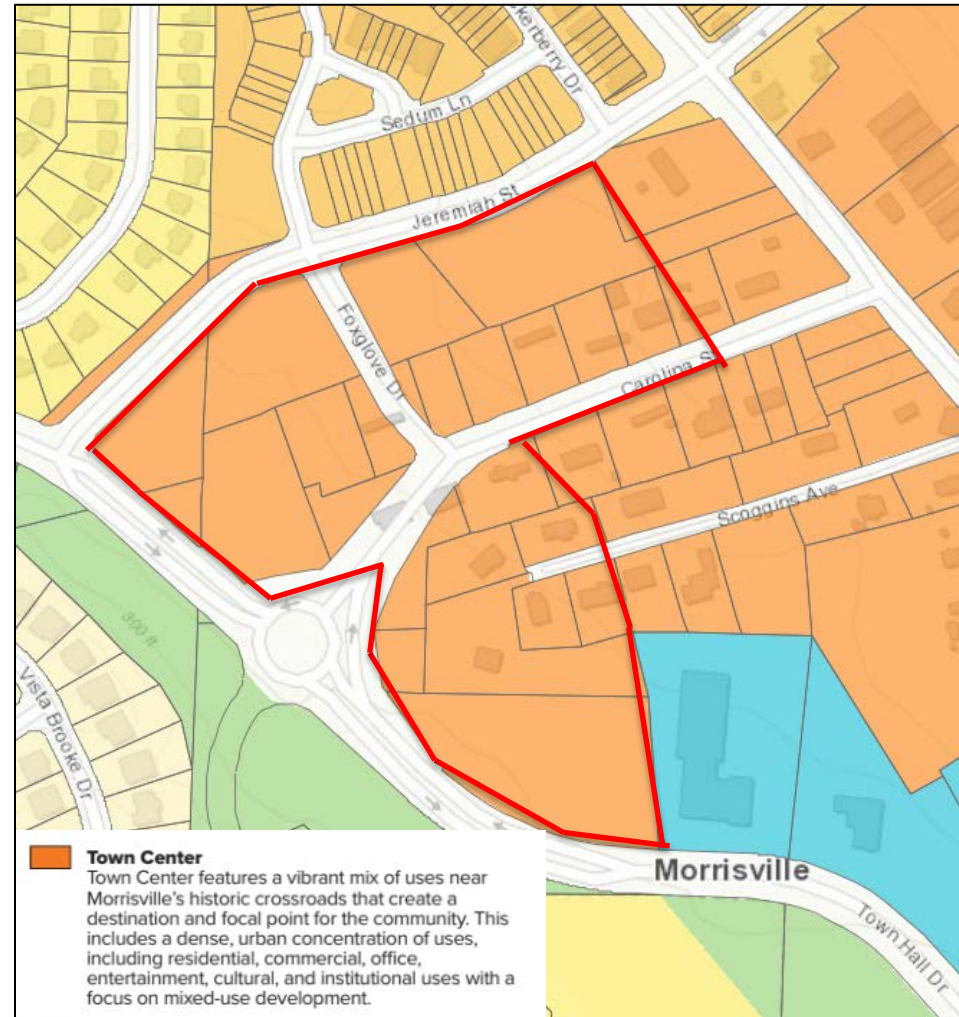 kerberry Dr
Sedum Ln
Jeremiah St
Foxglove Dr
Carolina S
Scoggins Ave
300 ft
Vista Brooke Dr
Morrisville
Town Hall Dr
Town Center
Town Center features a vibrant mix of uses near
Morrisville's historic crossroads that create a
destination and focal point for the community. This
includes a dense, urban concentration of uses,
including residential, commercial, office,
entertainment, cultural, and institutional uses with a
focus on mixed-use development.